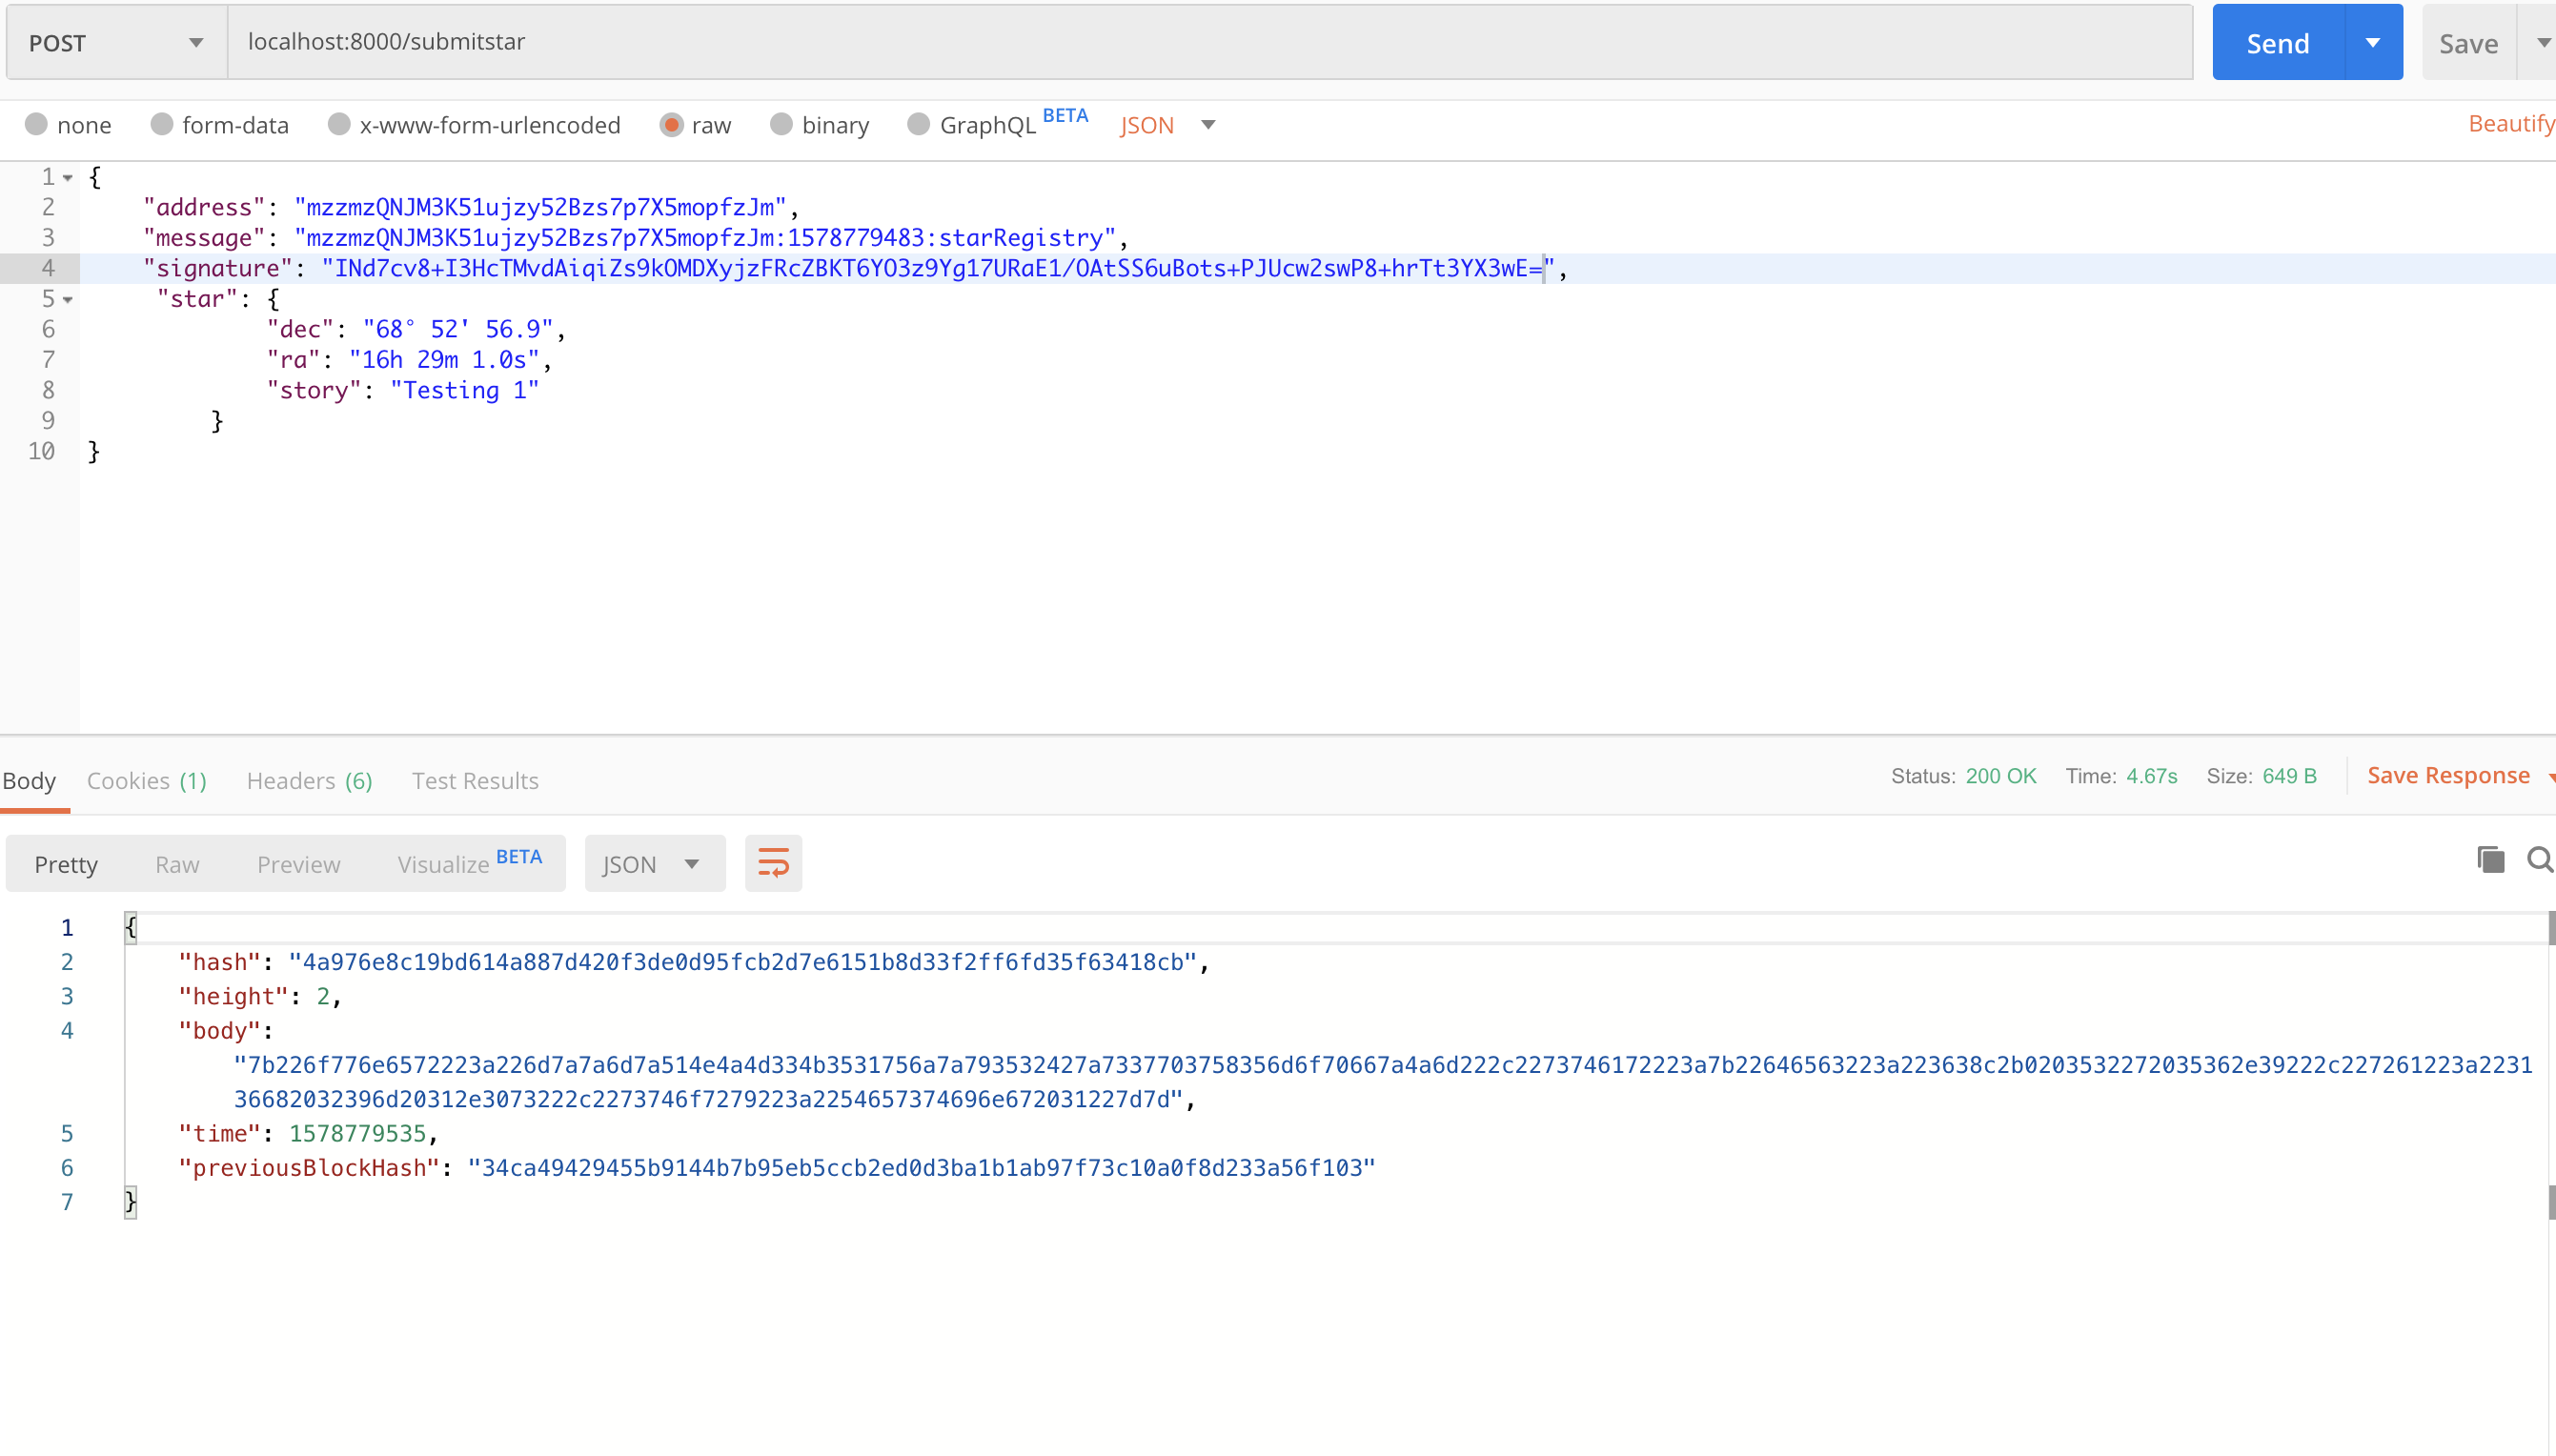 POST localhost:8000/submitstar Send Save
none form-data x-www-form-urlencoded raw binary GraphQL BETA JSON Beautify
1 {
2 "address": "mzzmzQNJM3K51ujzy52Bzs7p7X5mopfzJm",
3 "message": "mzzmzQNJM3K51ujzy52Bzs7p7X5mopfzJm:1578779483:starRegistry",
4 "signature": "INd7cv8+I3HcTMvdAiqiZs9kOMDXyjzFRcZBKT6YO3z9Yg17URaE1/OAtSS6uBots+PJUcw2swP8+hrTt3YX3wE=",
5 "star": {
6 "dec": "68° 52' 56.9",
7 "ra": "16h 29m 1.0s",
8 "story": "Testing 1"
9 }
10 }
Body Cookies (1) Headers (6) Test Results Status: 200 OK Time: 4.67s Size: 649 B Save Response
Pretty Raw Preview Visualize BETA JSON
1 {
2 "hash": "4a976e8c19bd614a887d420f3de0d95fcb2d7e6151b8d33f2ff6fd35f63418cb",
3 "height": 2,
4 "body":
"7b226f776e6572223a226d7a7a6d7a514e4a4d334b3531756a7a793532427a7337703758356d6f70667a4a6d222c2273746172223a7b22646563223a223638c2b0203532272035362e39222c227261223a2231
36682032396d20312e3073222c2273746f7279223a2254657374696e672031227d7d",
5 "time": 1578779535,
6 "previousBlockHash": "34ca49429455b9144b7b95eb5ccb2ed0d3ba1b1ab97f73c10a0f8d233a56f103"
7 }